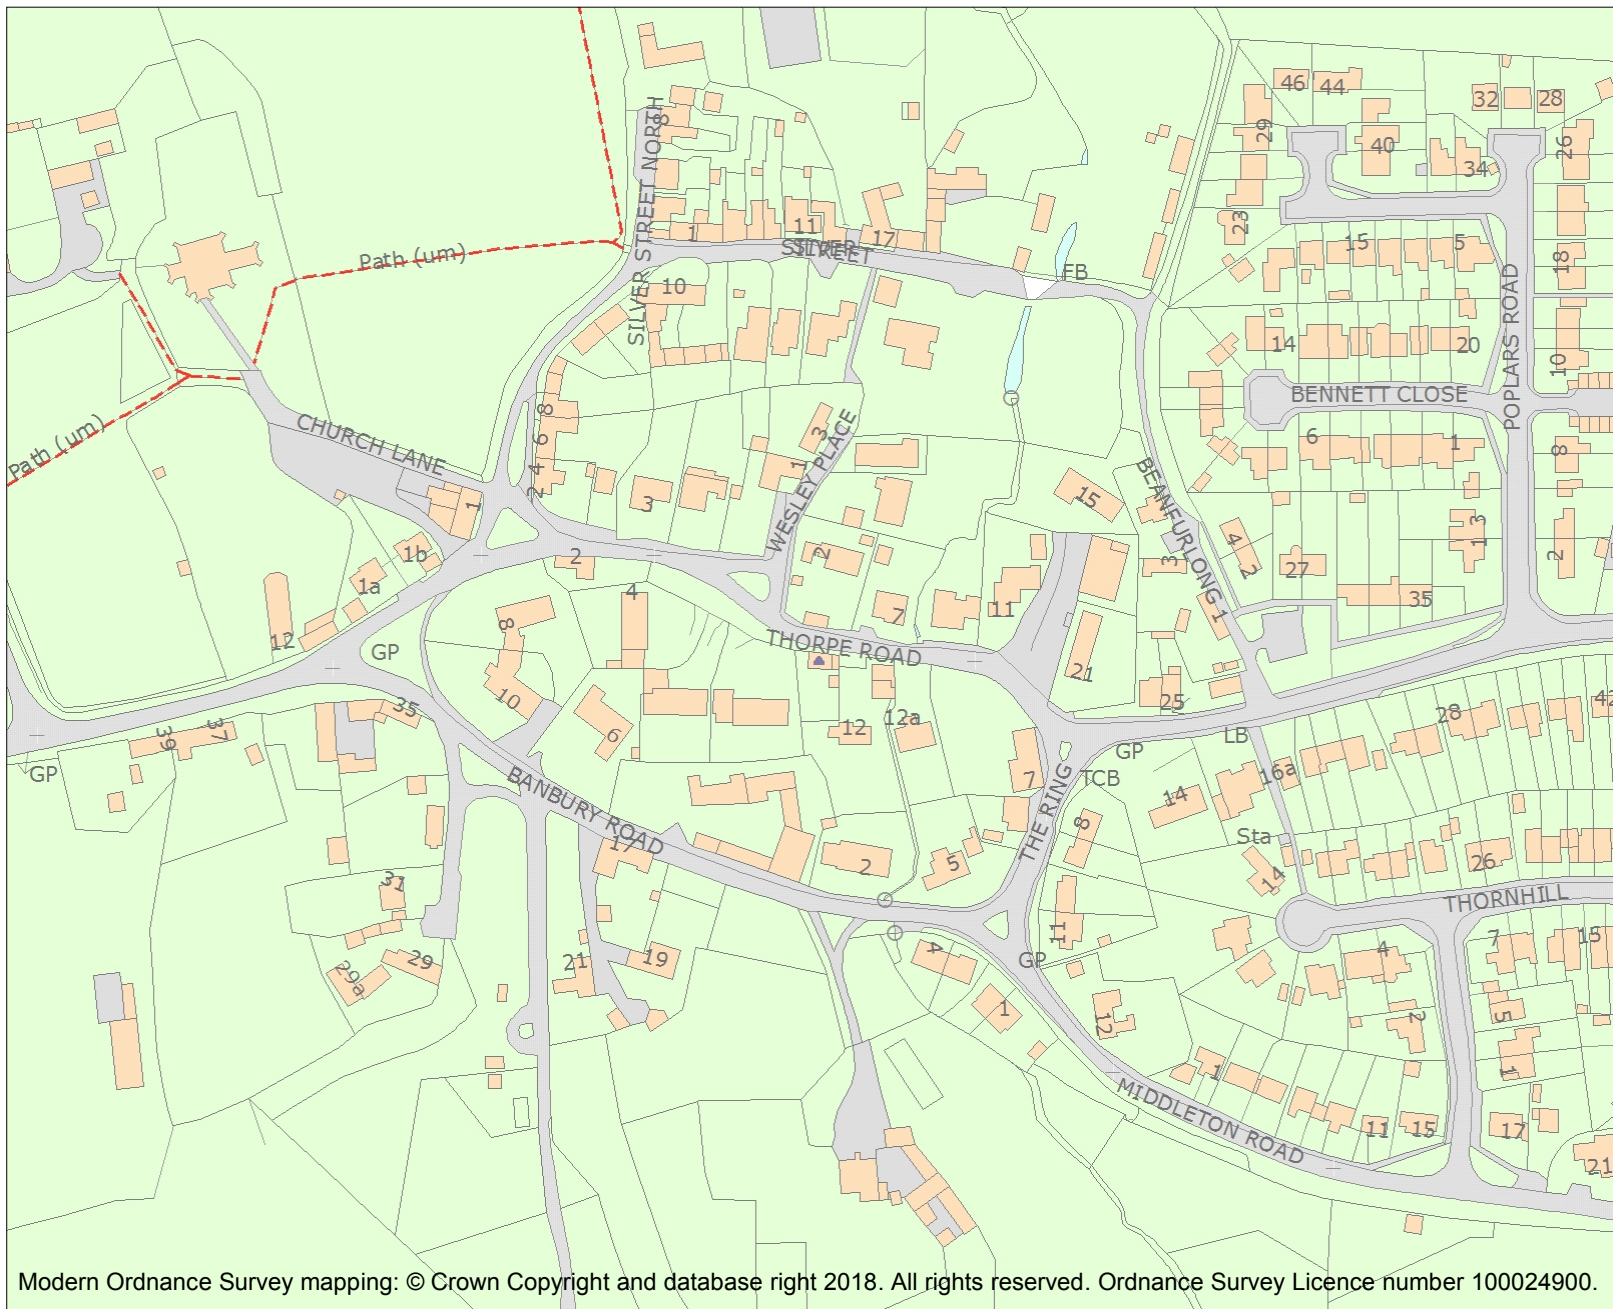 46
44
32
28
29
40
34
26
8
SILVER STREET NORTH
1
11
17
SILVER
STREET
23
15
5
18
Path (um)
FB
10
14
20
10
POPLARS ROAD
BENNETT CLOSE
8
6
4
2
CHURCH LANE
Path (um)
3
1
WESLEY PLACE
6
1
8
BEANFURLONG
15
13
1
3
2
4
2
3
27
2
1b
1a
2
4
7
11
1
35
12
8
THORPE ROAD
GP
21
10
25
35
12
12a
28
42
39
37
6
LB
GP
GP
7
TCB
16a
BANBURY ROAD
14
THE RING
8
17
Sta
2
5
26
14
31
THORNHILL
11
7
15
21
19
4
4
29
29a
GP
1
12
2
5
1
1
MIDDLETON ROAD
11
15
17
21
Modern Ordnance Survey mapping: © Crown Copyright and database right 2018. All rights reserved. Ordnance Survey Licence number 100024900.